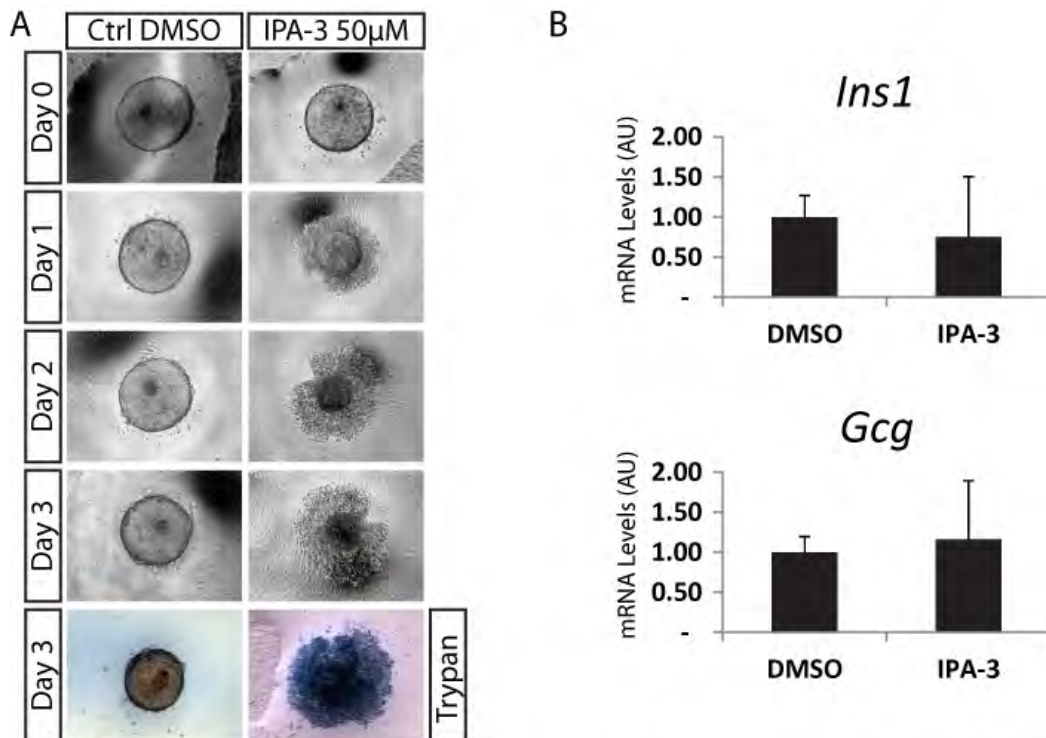 A
Ctrl DMSO
IPA-3 50µM
Day 0
Day 1
Day 2
Day 3
Day 3
Trypan
B
Ins1
mRNA Levels (AU)
2.00
1.50
1.00
0.50
-
DMSO
IPA-3
Gcg
mRNA Levels (AU)
2.00
1.50
1.00
0.50
-
DMSO
IPA-3